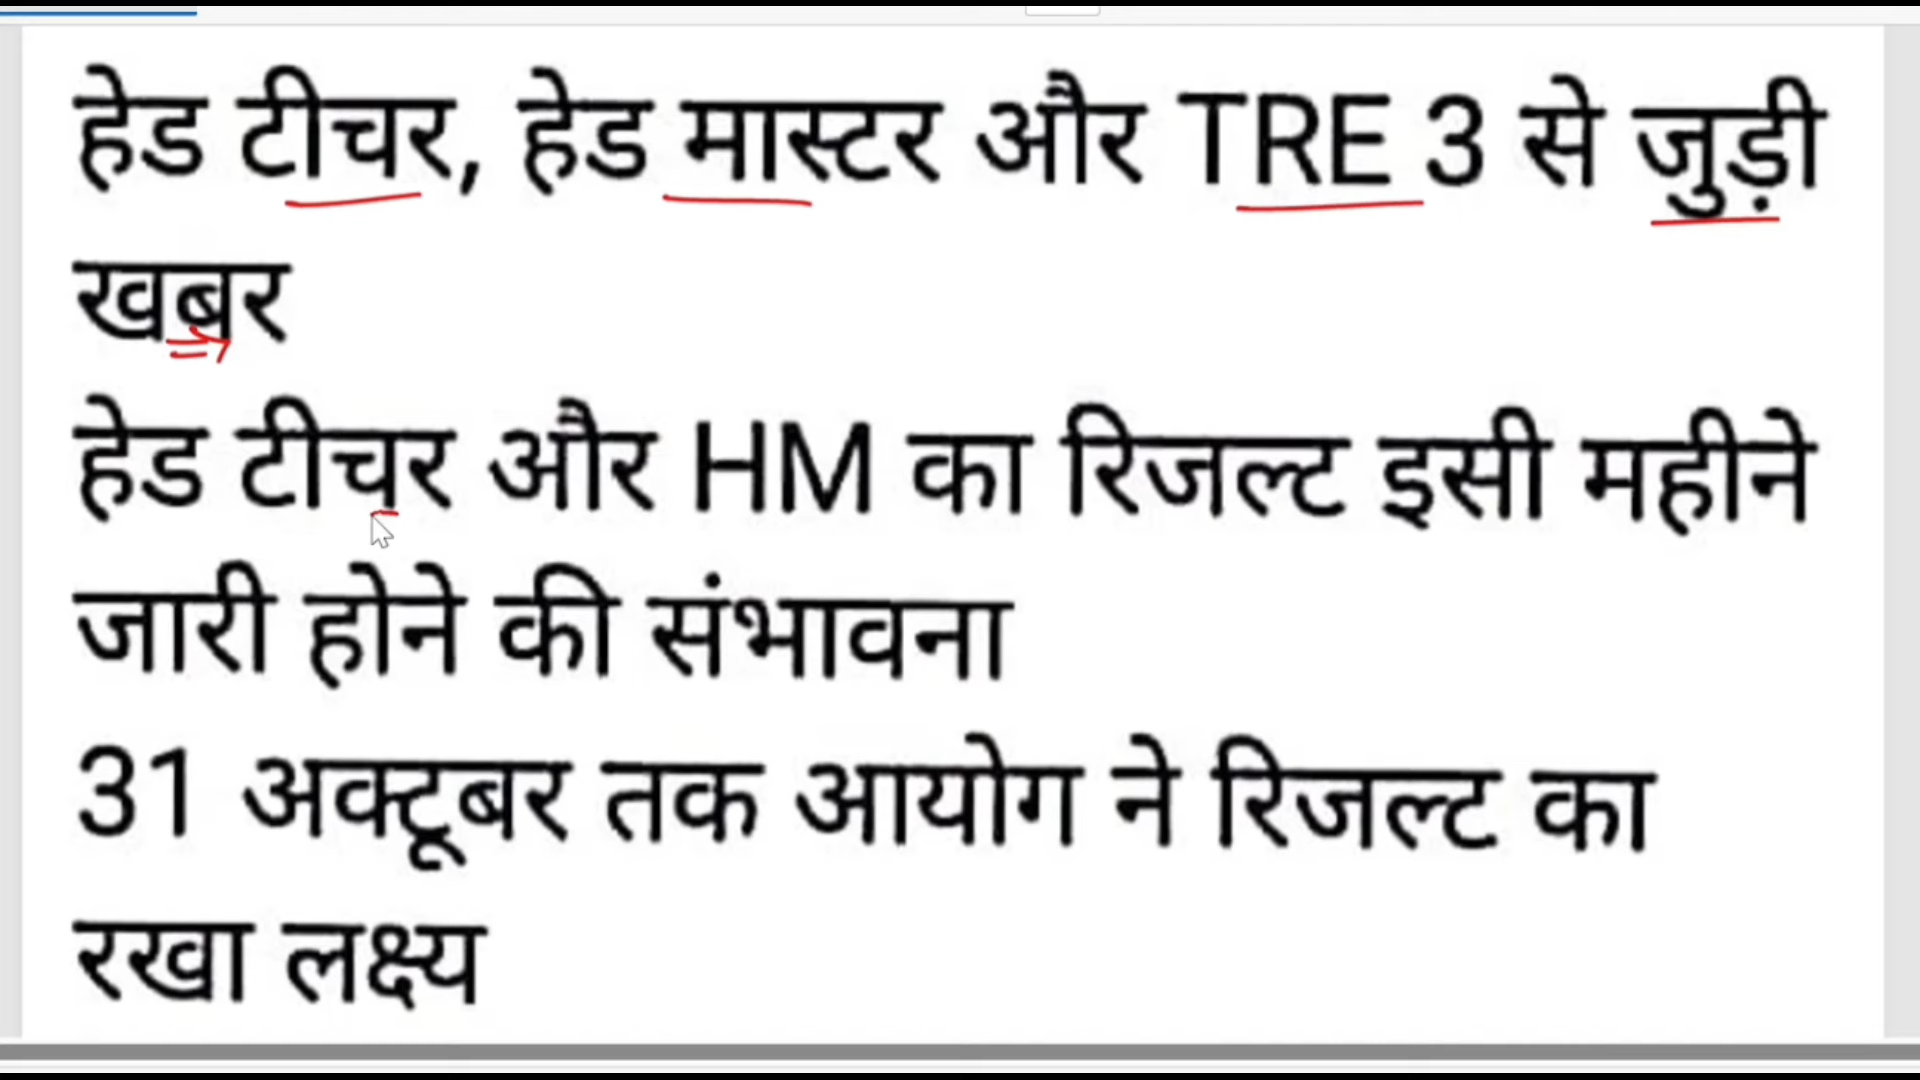 हेड टीचर, हेड मास्टर और TRE 3 से जुड़ी
खबर
हेड टीचर और HM का रिजल्ट इसी महीने
जारी होने की संभावना
31 अक्टूबर तक आयोग ने रिजल्ट का
रखा लक्ष्य